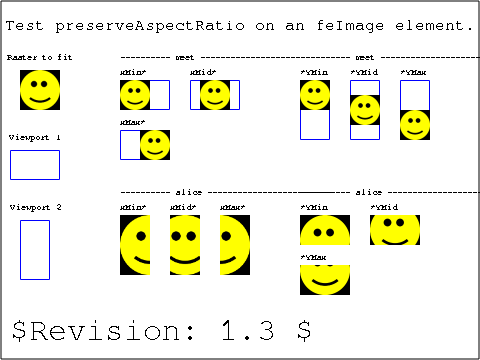 Test preserveAspectRatio on an feImage element.
Raster to fit
--------------- meet ---------------------------- meet ---------------
xMin* xMid* *YMin *YMid *YMax
xMax*
Viewport 1
--------------- slice ---------------------------- slice ---------------
Viewport 2
xMin* xMid* xMax* *YMin *YMid
*YMax
$Revision: 1.3 $